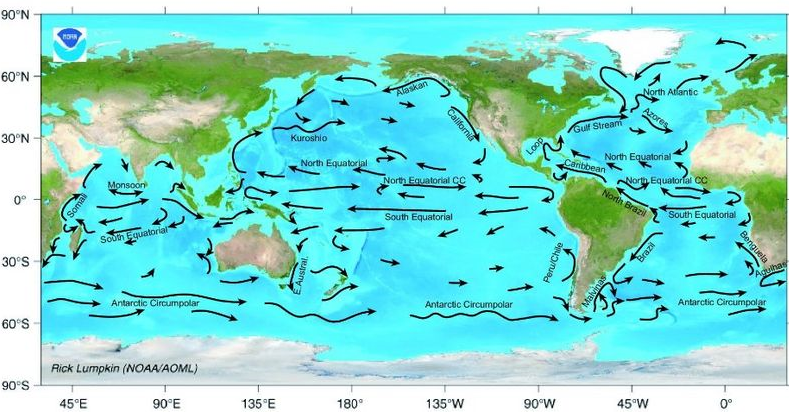 90°N
NOAA
60°N
Alaskan
North Atlantic
California
Azores
Gulf Stream
30°N
Kuroshio
Loop
North Equatorial
North Equatorial
Caribbean
Monsoon
North Equatorial CC
North Equatorial CC
0°
Somali
North Brazil
South Equatorial
South Equatorial
South Equatorial
Benguela
Brazil
30°S
E.Austral.
Peru/Chile
Agulhas
Malvinas
Antarctic Circumpolar
Antarctic Circumpolar
Antarctic Circumpolar
60°S
Rick Lumpkin (NOAA/AOML)
90°S
45°E 90°E 135°E 180° 135°W 90°W 45°W 0°